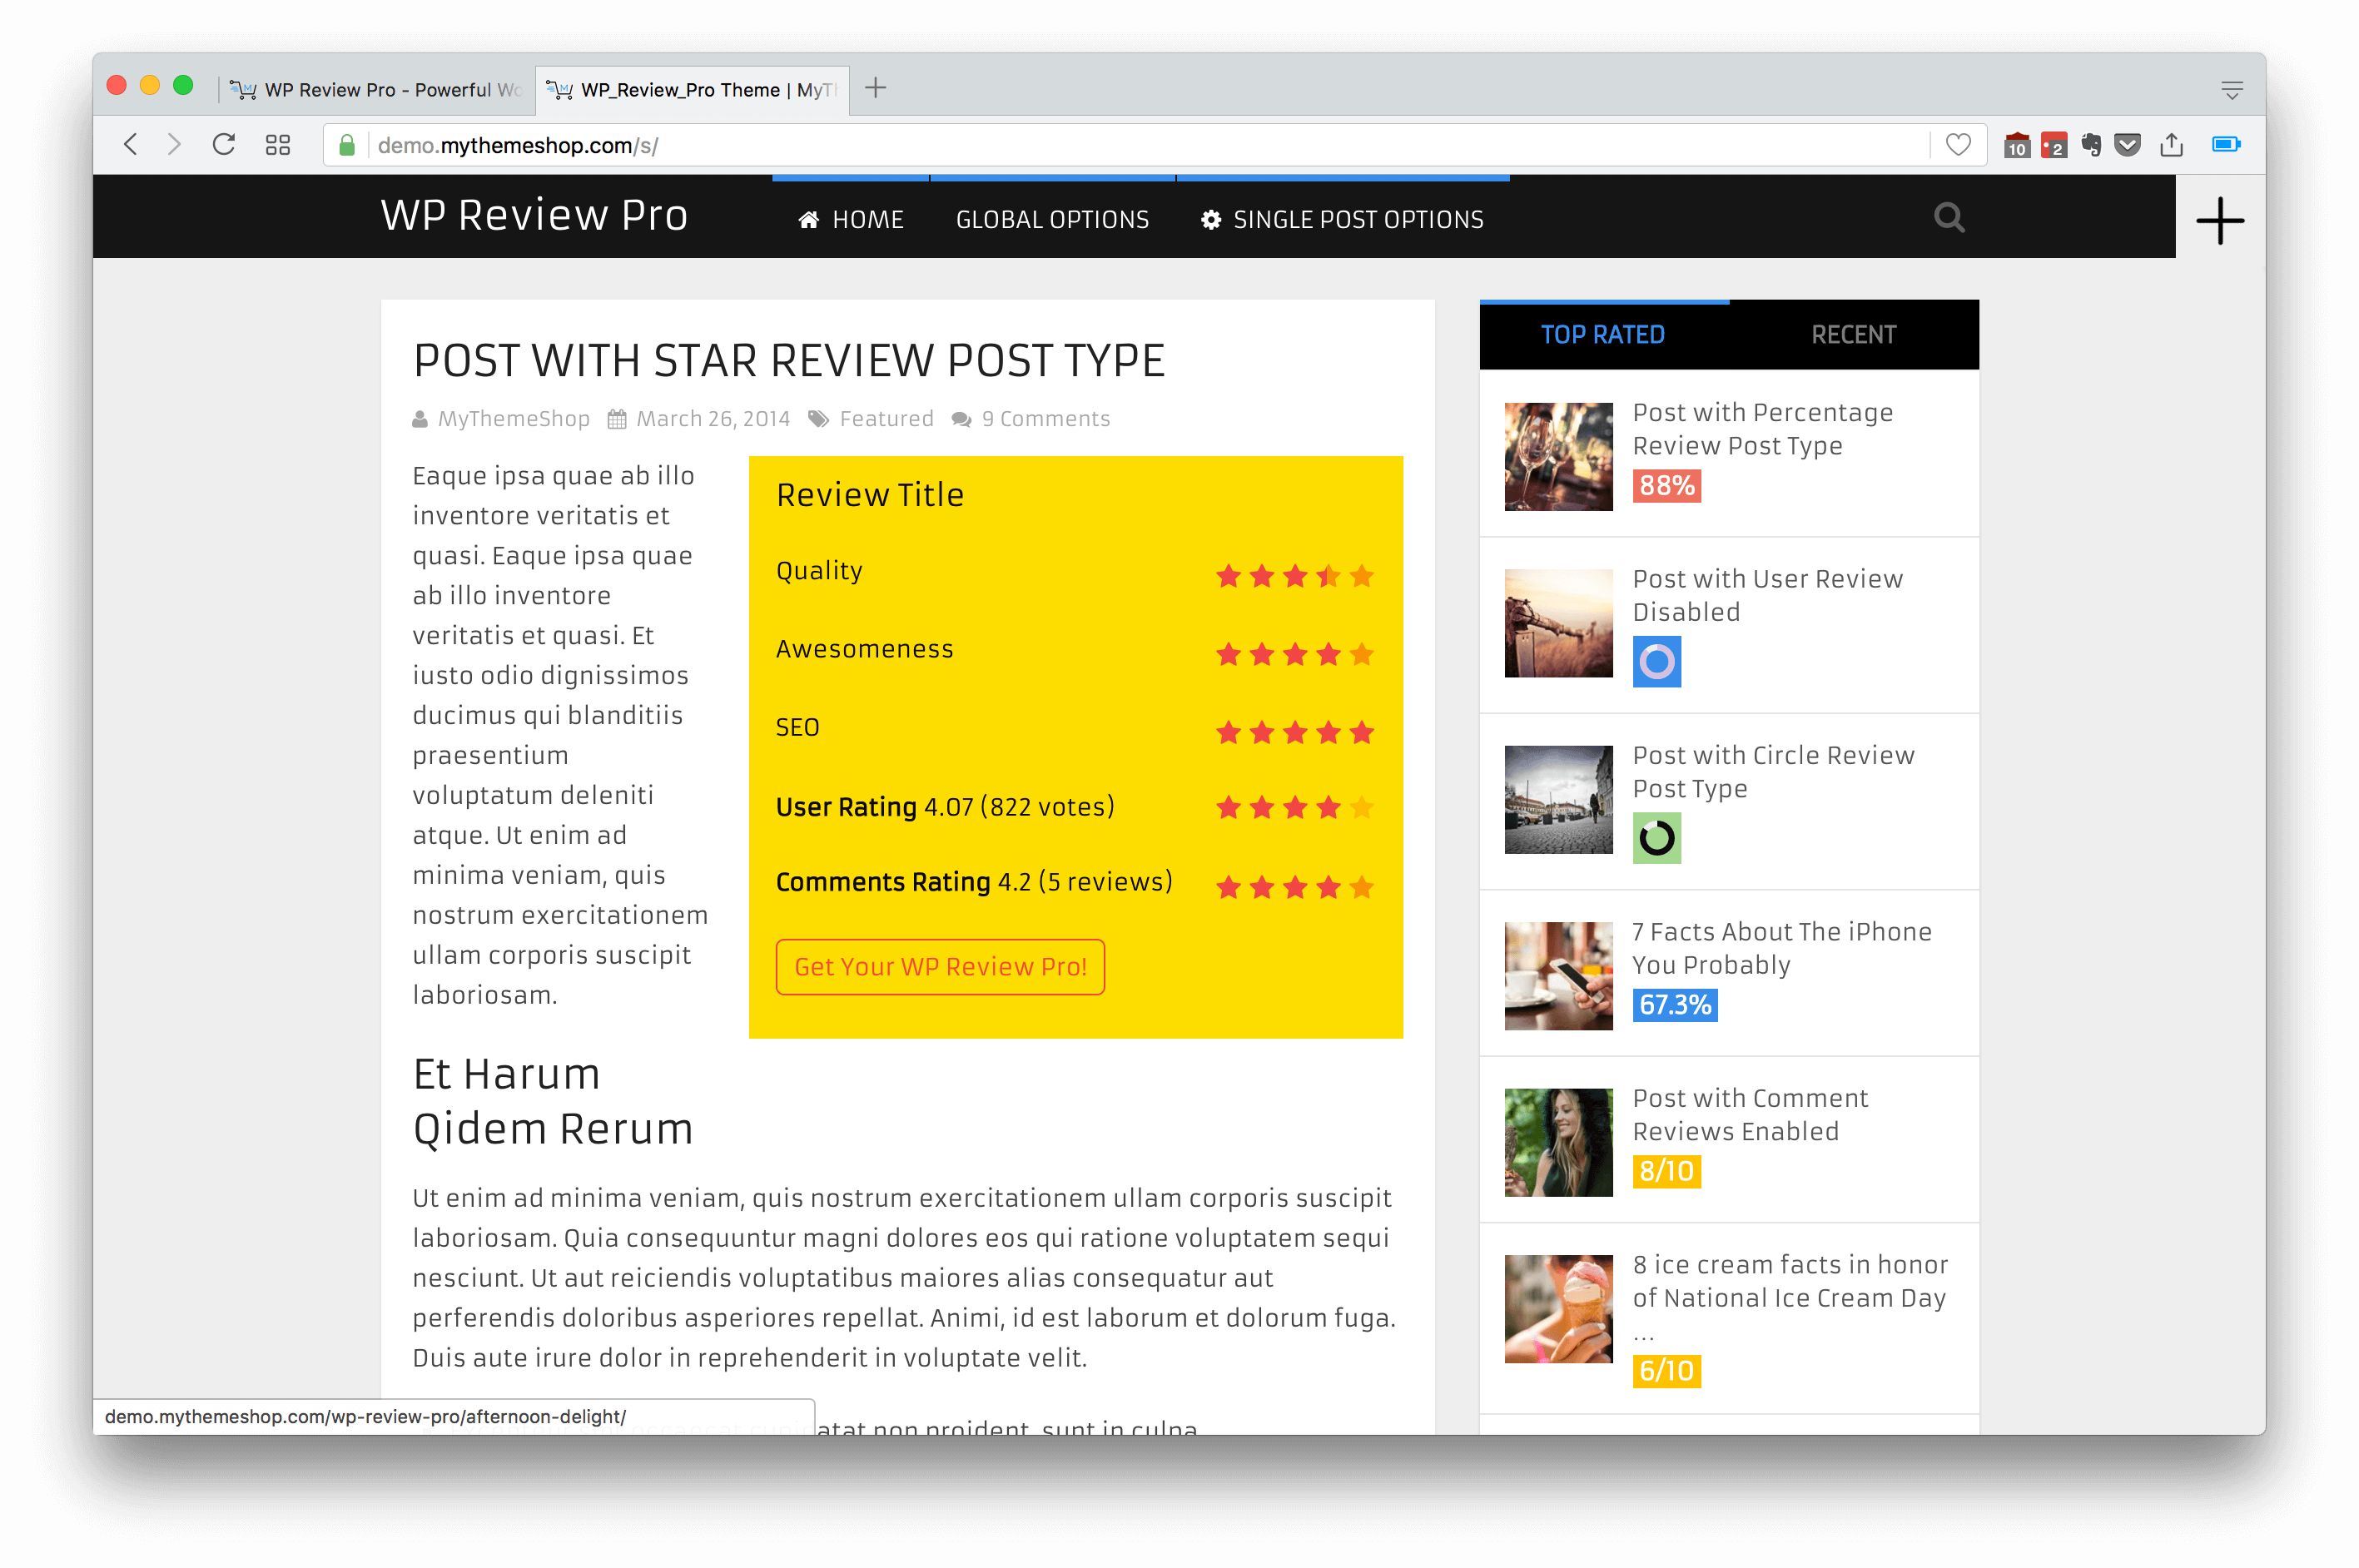 WP Review Pro - Powerful Wo
WP_Review_Pro Theme | MyT
demo.mythemeshop.com/s/
10
2
WP Review Pro
HOME
GLOBAL OPTIONS
SINGLE POST OPTIONS
POST WITH STAR REVIEW POST TYPE
MyThemeShop March 26, 2014 Featured 9 Comments
Eaque ipsa quae ab illo
inventore veritatis et
quasi. Eaque ipsa quae
ab illo inventore
veritatis et quasi. Et
iusto odio dignissimos
ducimus qui blanditiis
praesentium
voluptatum deleniti
atque. Ut enim ad
minima veniam, quis
nostrum exercitationem
ullam corporis suscipit
laboriosam.
Review Title
Quality
Awesomeness
SEO
User Rating 4.07 (822 votes)
Comments Rating 4.2 (5 reviews)
Get Your WP Review Pro!
Et Harum
Qidem Rerum
Ut enim ad minima veniam, quis nostrum exercitationem ullam corporis suscipit
laboriosam. Quia consequuntur magni dolores eos qui ratione voluptatem sequi
nesciunt. Ut aut reiciendis voluptatibus maiores alias consequatur aut
perferendis doloribus asperiores repellat. Animi, id est laborum et dolorum fuga.
Duis aute irure dolor in reprehenderit in voluptate velit.
atat non proident, sunt in culpa
demo.mythemeshop.com/wp-review-pro/afternoon-delight/
TOP RATED
RECENT
Post with Percentage
Review Post Type
88%
Post with User Review
Disabled
Post with Circle Review
Post Type
7 Facts About The iPhone
You Probably
67.3%
Post with Comment
Reviews Enabled
8/10
8 ice cream facts in honor
of National Ice Cream Day
...
6/10